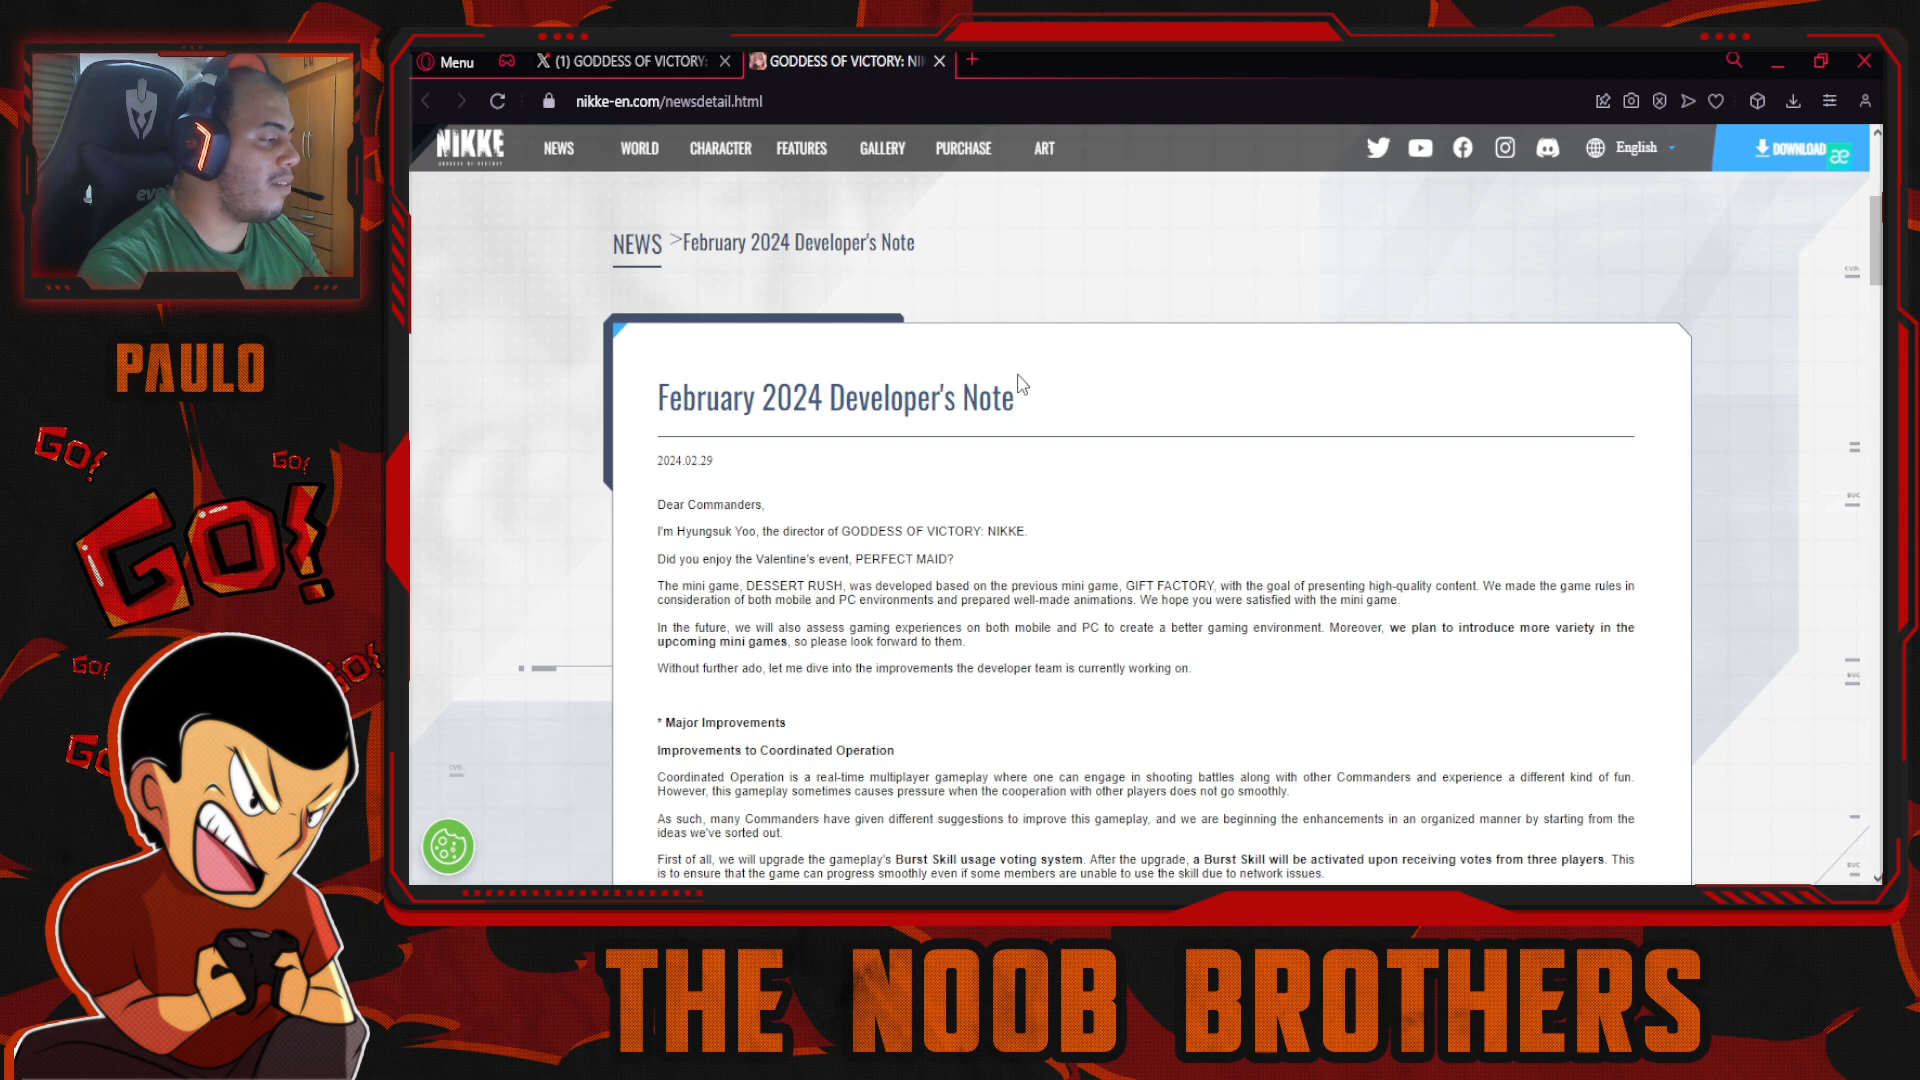 Menu
(1) GODDESS OF VICTORY:
GODDESS OF VICTORY: NI
nikke-en.com/newsdetail.html
NIKKE
NEWS
WORLD
CHARACTER
FEATURES
GALLERY
PURCHASE
ART
English
DOWNLOAD
NEWS >February 2024 Developer's Note
February 2024 Developer's Note
2024.02.29
Dear Commanders,
I'm Hyungsuk Yoo, the director of GODDESS OF VICTORY: NIKKE.
Did you enjoy the Valentine's event, PERFECT MAID?
The mini game, DESSERT RUSH, was developed based on the previous mini game, GIFT FACTORY, with the goal of presenting high-quality content. We made the game rules in
consideration of both mobile and PC environments and prepared well-made animations. We hope you were satisfied with the mini game.
In the future, we will also assess gaming experiences on both mobile and PC to create a better gaming environment. Moreover, we plan to introduce more variety in the
upcoming mini games, so please look forward to them.
Without further ado, let me dive into the improvements the developer team is currently working on.
* Major Improvements
Improvements to Coordinated Operation
Coordinated Operation is a real-time multiplayer gameplay where one can engage in shooting battles along with other Commanders and experience a different kind of fun.
However, this gameplay sometimes causes pressure when the cooperation with other players does not go smoothly.
As such, many Commanders have given different suggestions to improve this gameplay, and we are beginning the enhancements in an organized manner by starting from the
ideas we've sorted out.
First of all, we will upgrade the gameplay's Burst Skill usage voting system. After the upgrade, a Burst Skill will be activated upon receiving votes from three players. This
is to ensure that the game can progress smoothly even if some members are unable to use the skill due to network issues.
PAULO
GO!
GO!
GO!
GO!
GO!
GO
THE NOOB BROTHERS